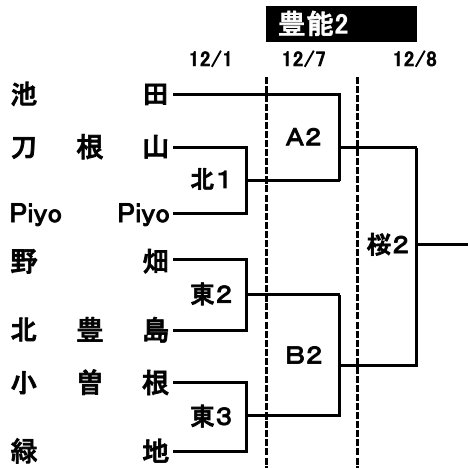 豊能2
12/1 12/7 12/8
池田
A2
刀根山
北1
Piyo Piyo
桜2
野畑
東2
北豊島
B2
小曽根
東3
緑地